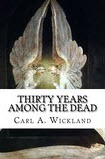 THIRTY YEARS
AMONG THE DEAD
CARL A. WICKLAND